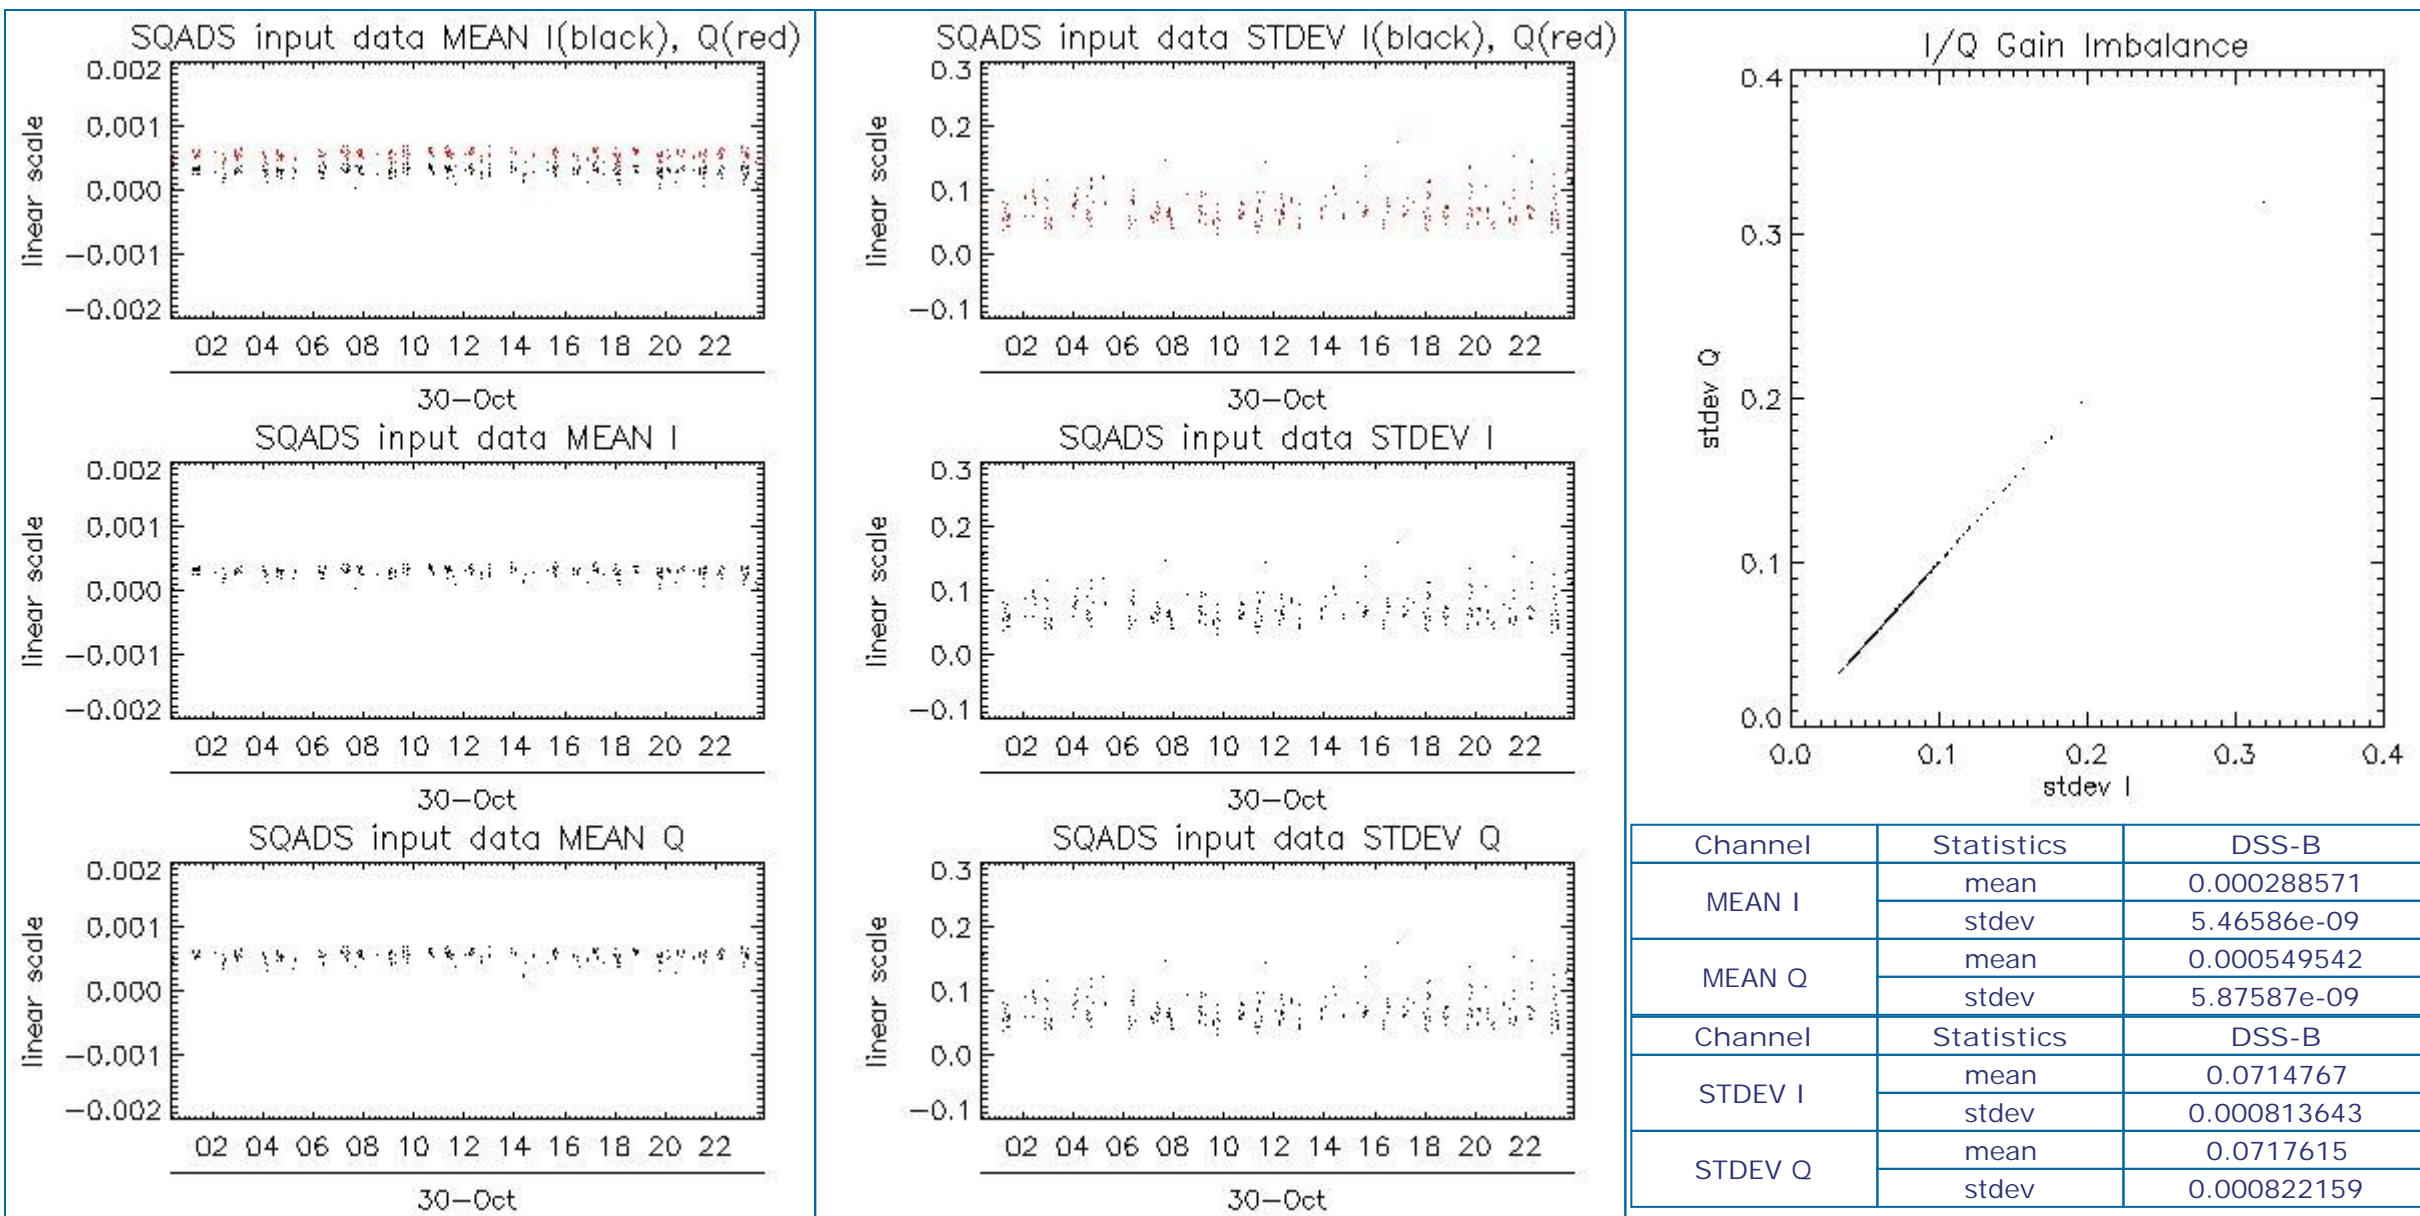 SQADS input data MEAN I(black), Q(red)
0.002
0.001
0.000
−0.001
−0.002
linear scale
02 04 06 08 10 12 14 16 18 20 22
30−Oct
SQADS input data MEAN I
0.002
0.001
0.000
−0.001
−0.002
linear scale
02 04 06 08 10 12 14 16 18 20 22
30−Oct
SQADS input data MEAN Q
0.002
0.001
0.000
−0.001
−0.002
linear scale
02 04 06 08 10 12 14 16 18 20 22
30−Oct
SQADS input data STDEV I(black), Q(red)
0.3
0.2
0.1
0.0
−0.1
linear scale
02 04 06 08 10 12 14 16 18 20 22
30−Oct
SQADS input data STDEV I
0.3
0.2
0.1
0.0
−0.1
linear scale
02 04 06 08 10 12 14 16 18 20 22
30−Oct
SQADS input data STDEV Q
0.3
0.2
0.1
0.0
−0.1
linear scale
02 04 06 08 10 12 14 16 18 20 22
30−Oct
I/Q Gain Imbalance
0.4
0.3
0.2
0.1
0.0
stdev Q
0.0 0.1 0.2 0.3 0.4
stdev I
Channel Statistics DSS-B
MEAN I mean 0.000288571
stdev 5.46586e-09
MEAN Q mean 0.000549542
stdev 5.87587e-09
Channel Statistics DSS-B
STDEV I mean 0.0714767
stdev 0.000813643
STDEV Q mean 0.0717615
stdev 0.000822159